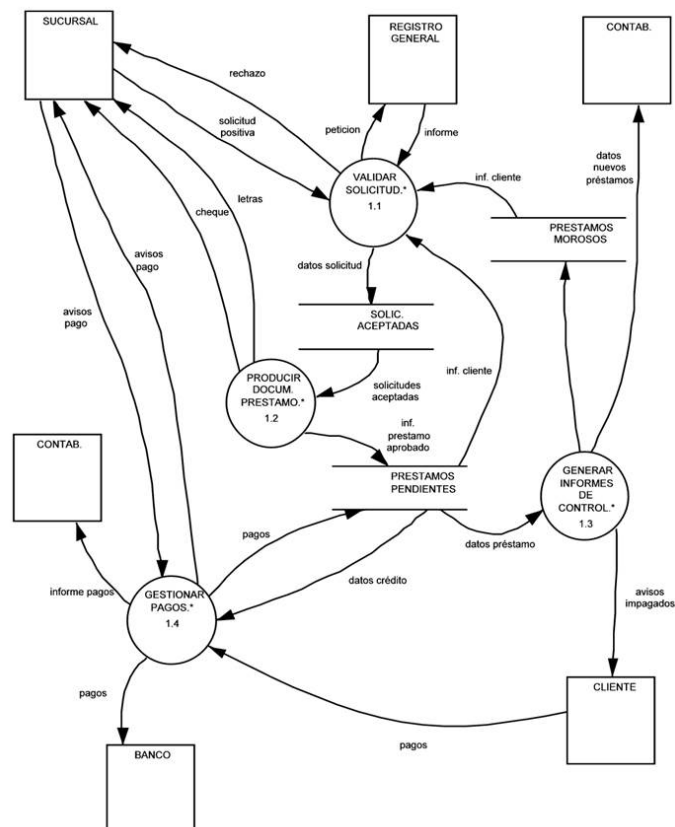 SUCURSAL
REGISTRO
GENERAL
CONTAB.
rechazo
solicitud
positiva
peticion
informe
datos
nuevos
préstamos
VALIDAR
SOLICITUD.*
1.1
inf. cliente
letras
cheque
PRESTAMOS
MOROSOS
avisos
pago
datos solicitud
avisos
pago
SOLIC.
ACEPTADAS
PRODUCIR
DOCUM.
PRESTAMO.*
1.2
solicitudes
aceptadas
inf. cliente
inf.
prestamo
aprobado
CONTAB.
PRESTAMOS
PENDIENTES
GENERAR
INFORMES
DE
CONTROL.*
1.3
pagos
datos préstamo
datos crédito
informe pagos
GESTIONAR
PAGOS.*
1.4
avisos
impagados
CLIENTE
pagos
pagos
BANCO